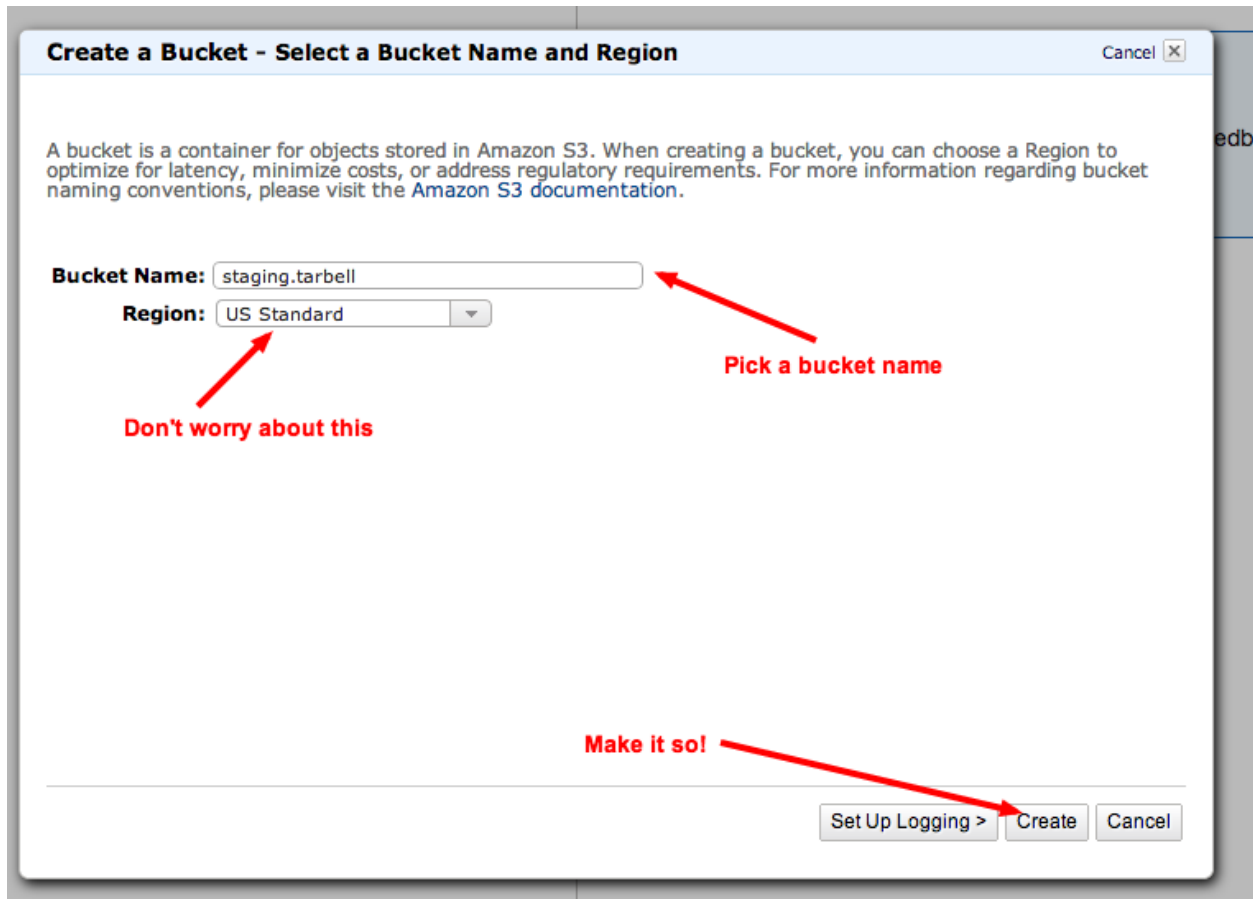 Create a Bucket - Select a Bucket Name and Region
Cancel
A bucket is a container for objects stored in Amazon S3. When creating a bucket, you can choose a Region to
optimize for latency, minimize costs, or address regulatory requirements. For more information regarding bucket
naming conventions, please visit the Amazon S3 documentation.
edb
Bucket Name: staging.tarbell
Region: US Standard
Pick a bucket name
Don't worry about this
Make it so!
Set Up Logging > Create Cancel